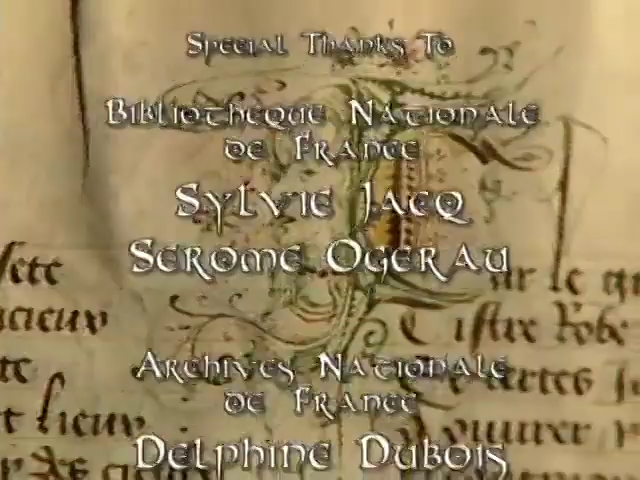 Special Thanks To
Bibliotheque Nationale
de France
Sylvie Jacq
Serome Ogerau
Archives Nationale
de France
Delphine Dubois